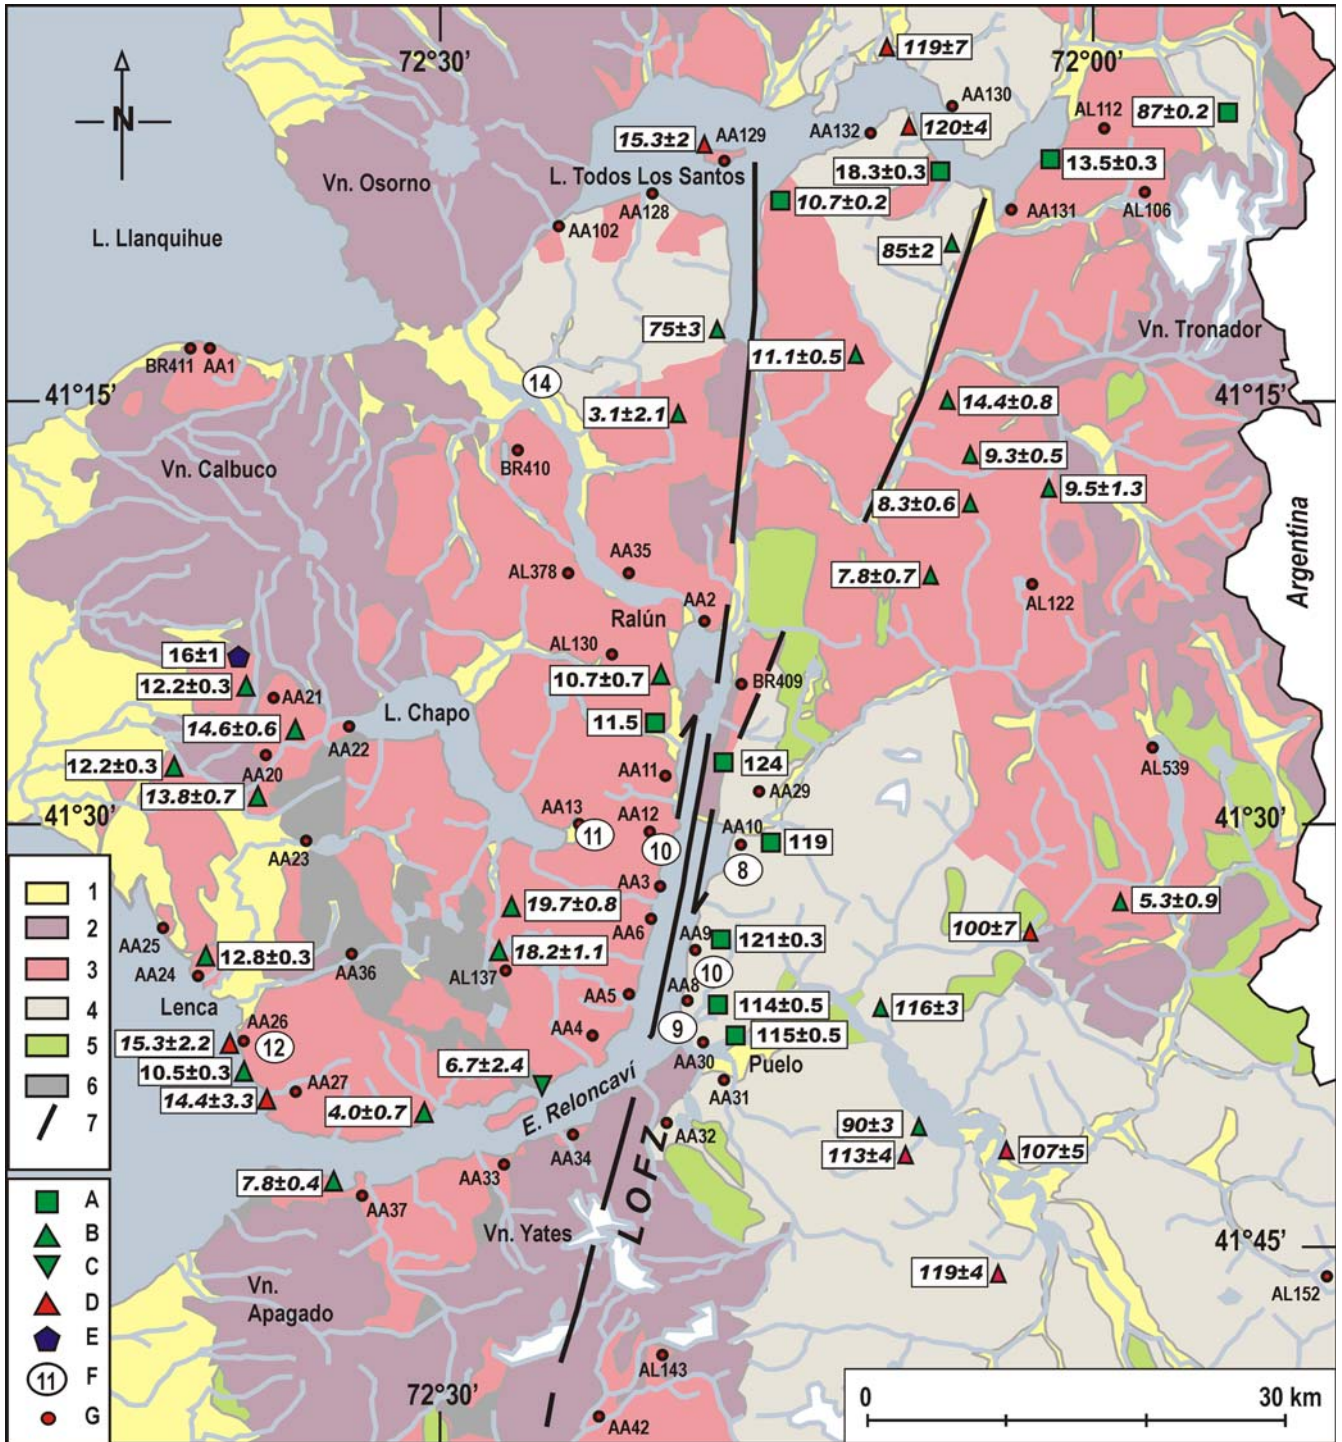 119±7
72°30'
72°00'
N
AA130
AL112
87±0.2
AA132
120±4
15.3±2
AA129
13.5±0.3
18.3±0.3
L. Todos Los Santos
Vn. Osorno
AA128
10.7±0.2
AL106
AA131
L. Llanquihue
AA102
85±2
75±3
Vn. Tronador
BR411
AA1
11.1±0.5
14
41°15'
41°15'
14.4±0.8
3.1±2.1
BR410
9.3±0.5
Vn. Calbuco
9.5±1.3
8.3±0.6
Argentina
AL378
AA35
7.8±0.7
AL122
Ralún
AA2
16±1
AL130
12.2±0.3
10.7±0.7
BR409
AA21
L. Chapo
14.6±0.6
11.5
AA22
AL539
12.2±0.3
AA20
124
AA11
13.8±0.7
AA29
41°30'
AA13
AA12
AA10
41°30'
11
10
119
AA23
8
1
AA3
2
19.7±0.8
5.3±0.9
AA6
3
AA25
100±7
AA9
121±0.3
4
12.8±0.3
18.2±1.1
AA36
AL137
10
AA24
AA5
AA8
5
Lenca
114±0.5
116±3
AA26
9
AA4
115±0.5
15.3±2.2
12
AA30
6
10.5±0.3
6.7±2.4
Puelo
AA27
AA31
14.4±3.3
4.0±0.7
E. Reloncaví
7
AA32
90±3
AA34
113±4
107±5
AA33
7.8±0.4
AA37
LOFZ
A
Vn. Yates
B
41°45'
C
119±4
Vn.
Apagado
AL152
D
E
AL143
F
11
72°30'
0
30 km
G
AA42